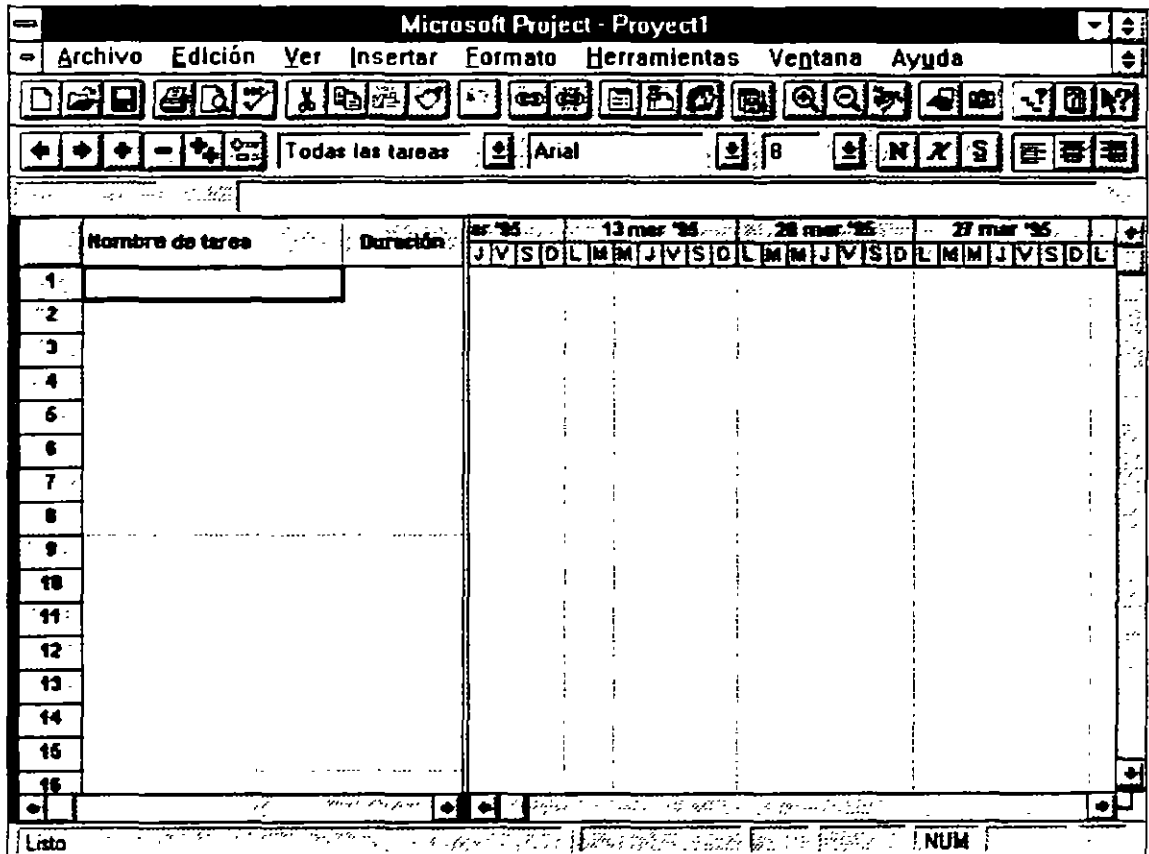 Microsoft Project - Proyect1
Archivo Edición Ver Insertar Formato Herramientas Ventana Ayuda
Todas las tareas Arial 8 N K S
Nombre de tarea Duración ar '95 13 mar '95 20 mar '95 27 mar '95
J V S D L M M J V S D L M M J V S D L M M J V S D L
1
2
3
4
5
6
7
8
9
10
11
12
13
14
15
16
Listo NUM